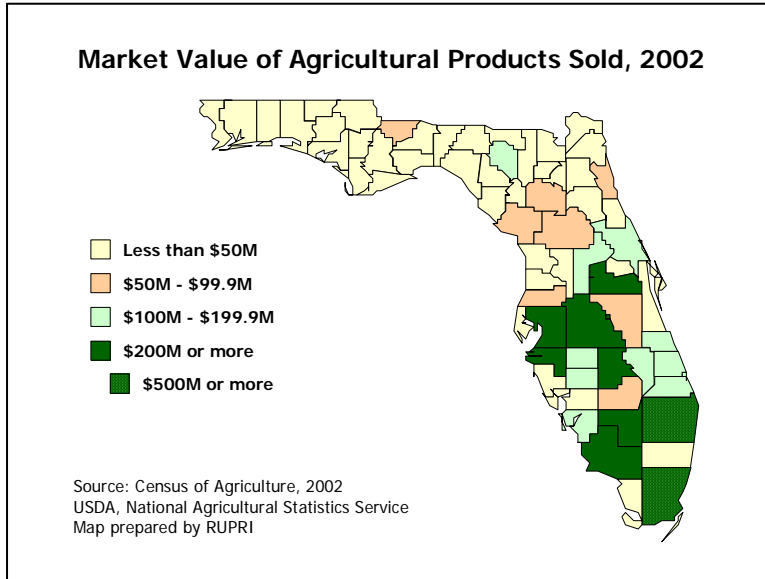 Market Value of Agricultural Products Sold, 2002
Less than $50M
$50M - $99.9M
$100M - $199.9M
$200M or more
$500M or more
Source: Census of Agriculture, 2002
USDA, National Agricultural Statistics Service
Map prepared by RUPRI